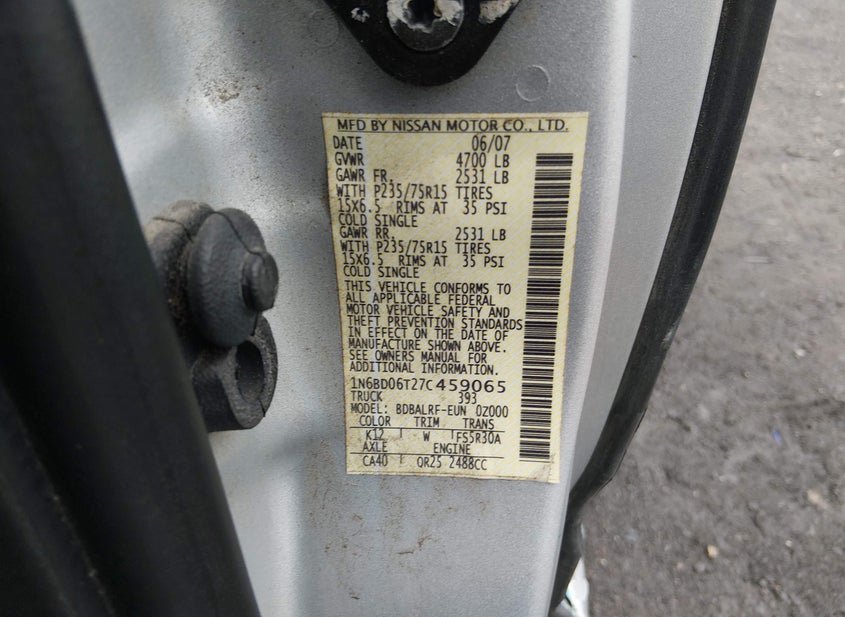 MFD BY NISSAN MOTOR CO., LTD.
DATE 06/07
GVWR 4700 LB
GAWR FR. 2531 LB
WITH P235/75R15 TIRES
15X6.5 RIMS AT 35 PSI
COLD SINGLE
GAWR RR. 2531 LB
WITH P235/75R15 TIRES
15X6.5 RIMS AT 35 PSI
COLD SINGLE
THIS VEHICLE CONFORMS TO
ALL APPLICABLE FEDERAL
MOTOR VEHICLE SAFETY AND
THEFT PREVENTION STANDARDS
IN EFFECT ON THE DATE OF
MANUFACTURE SHOWN ABOVE.
SEE OWNERS MANUAL FOR
ADDITIONAL INFORMATION.
1N6BD06T27C459065
TRUCK 393
MODEL: BDBALRF-EUN 0Z000
COLOR TRIM TRANS
K12 W FS5R30A
AXLE ENGINE
CA40 QR25 2488CC